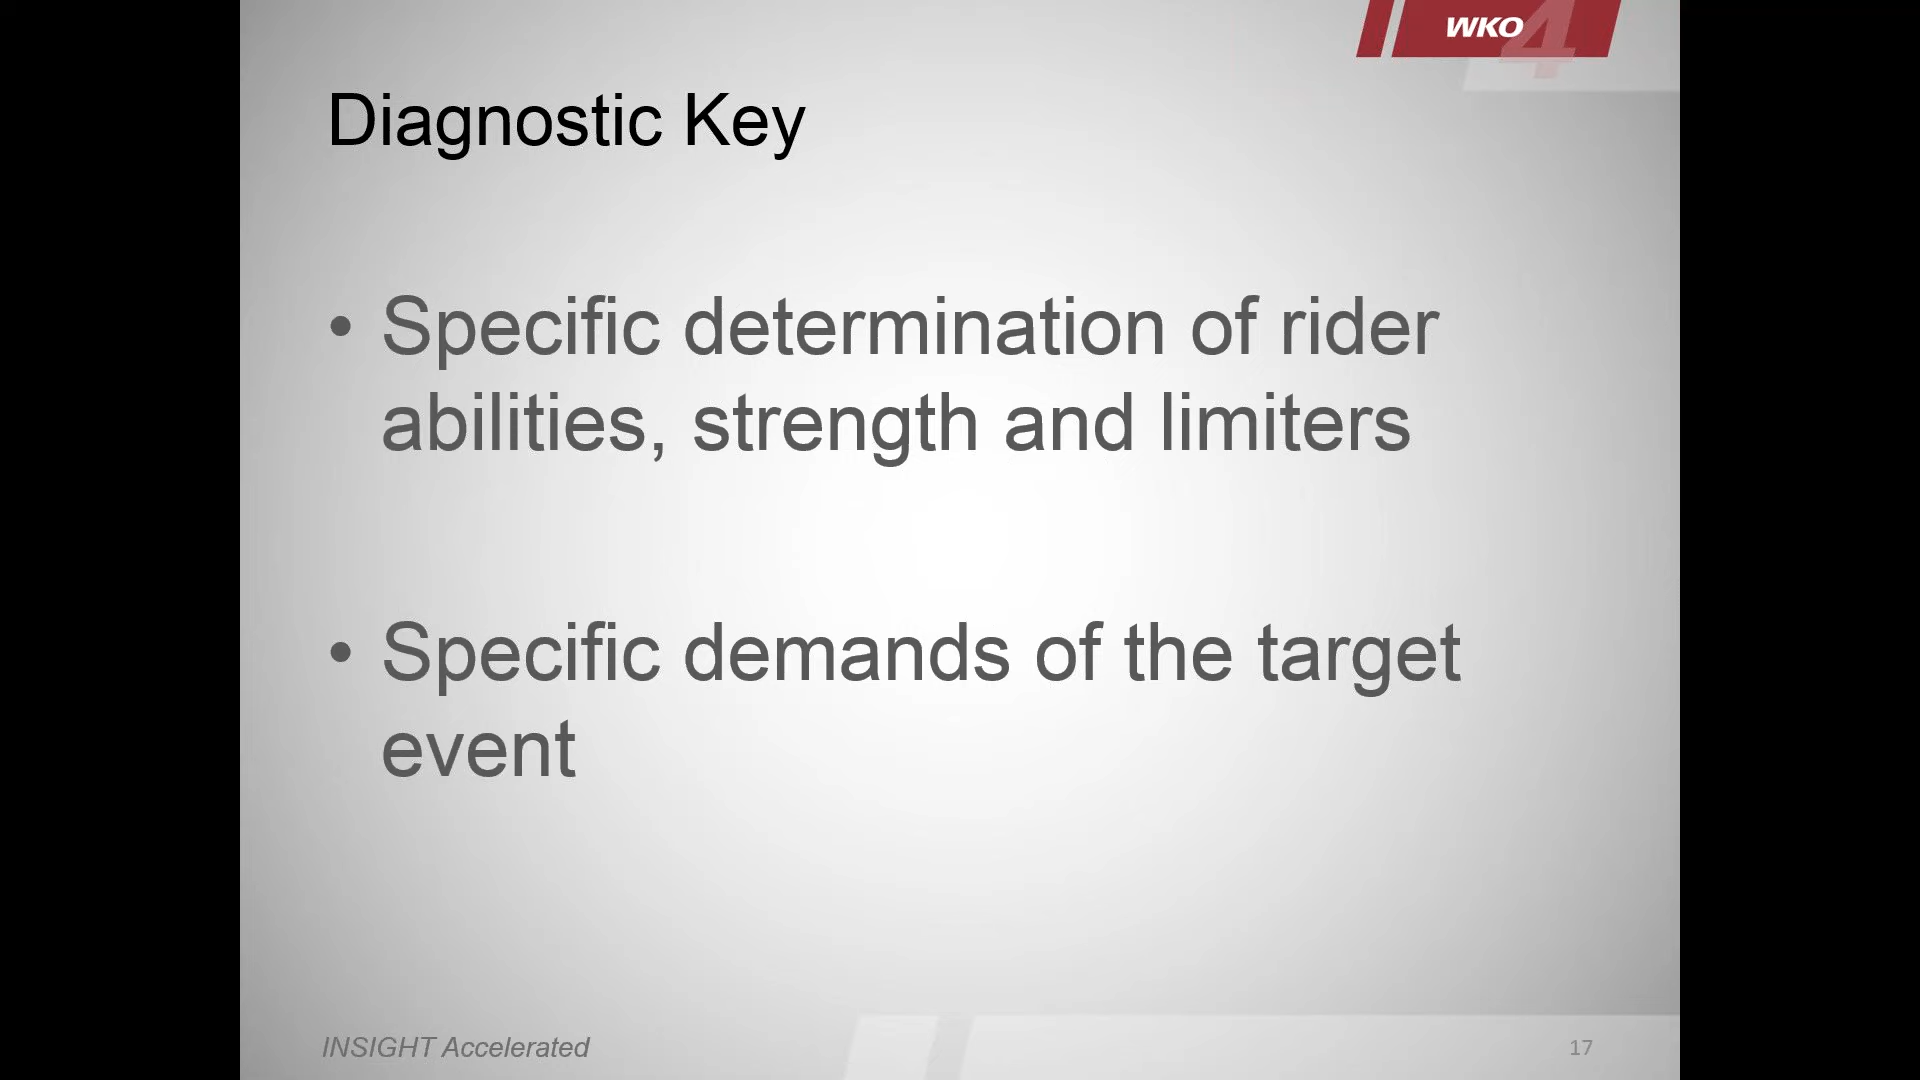 WKO4
Diagnostic Key
• Specific determination of rider
abilities, strength and limiters
• Specific demands of the target
event
INSIGHT Accelerated
17